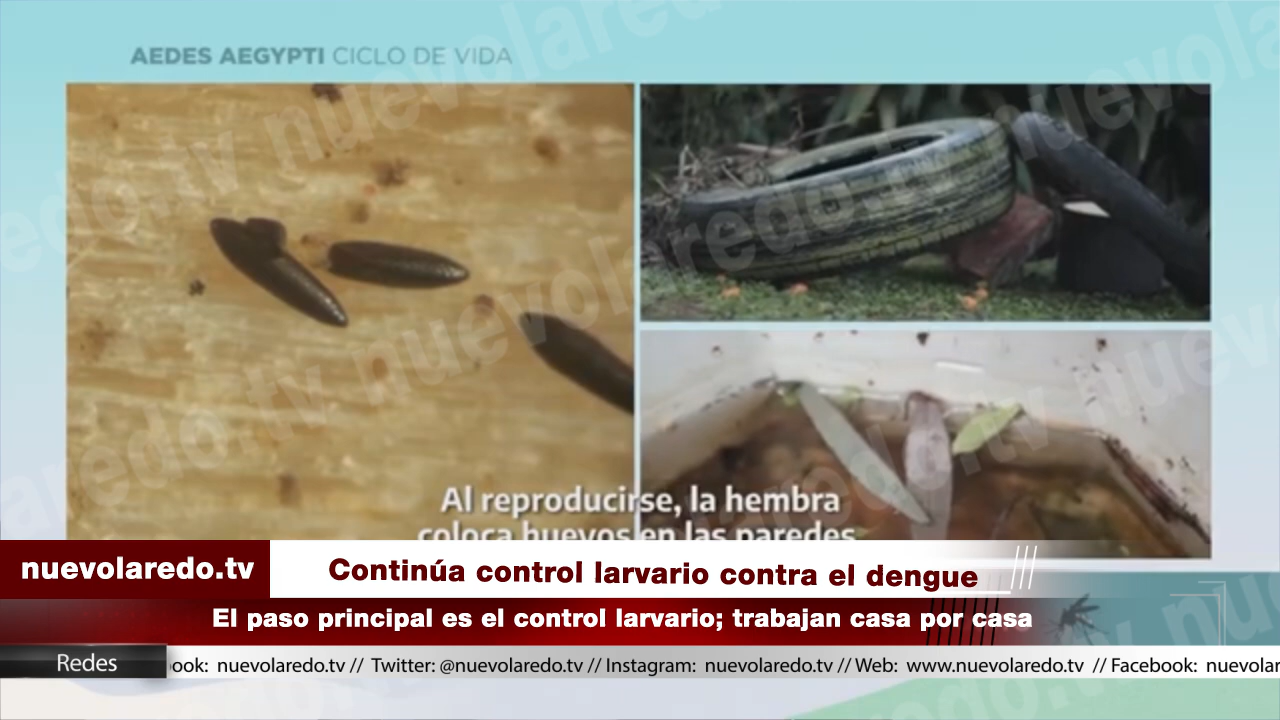 AEDES AEGYPTI CICLO DE VIDA
Al reproducirse, la hembra
coloca huevos en las paredes
nuevolaredo.tv
Continúa control larvario contra el dengue
El paso principal es el control larvario; trabajan casa por casa
Redes
ook: nuevolaredo.tv // Twitter: @nuevolaredo.tv // Instagram: nuevolaredo.tv // Web: www.nuevolaredo.tv // Facebook: nuevolar